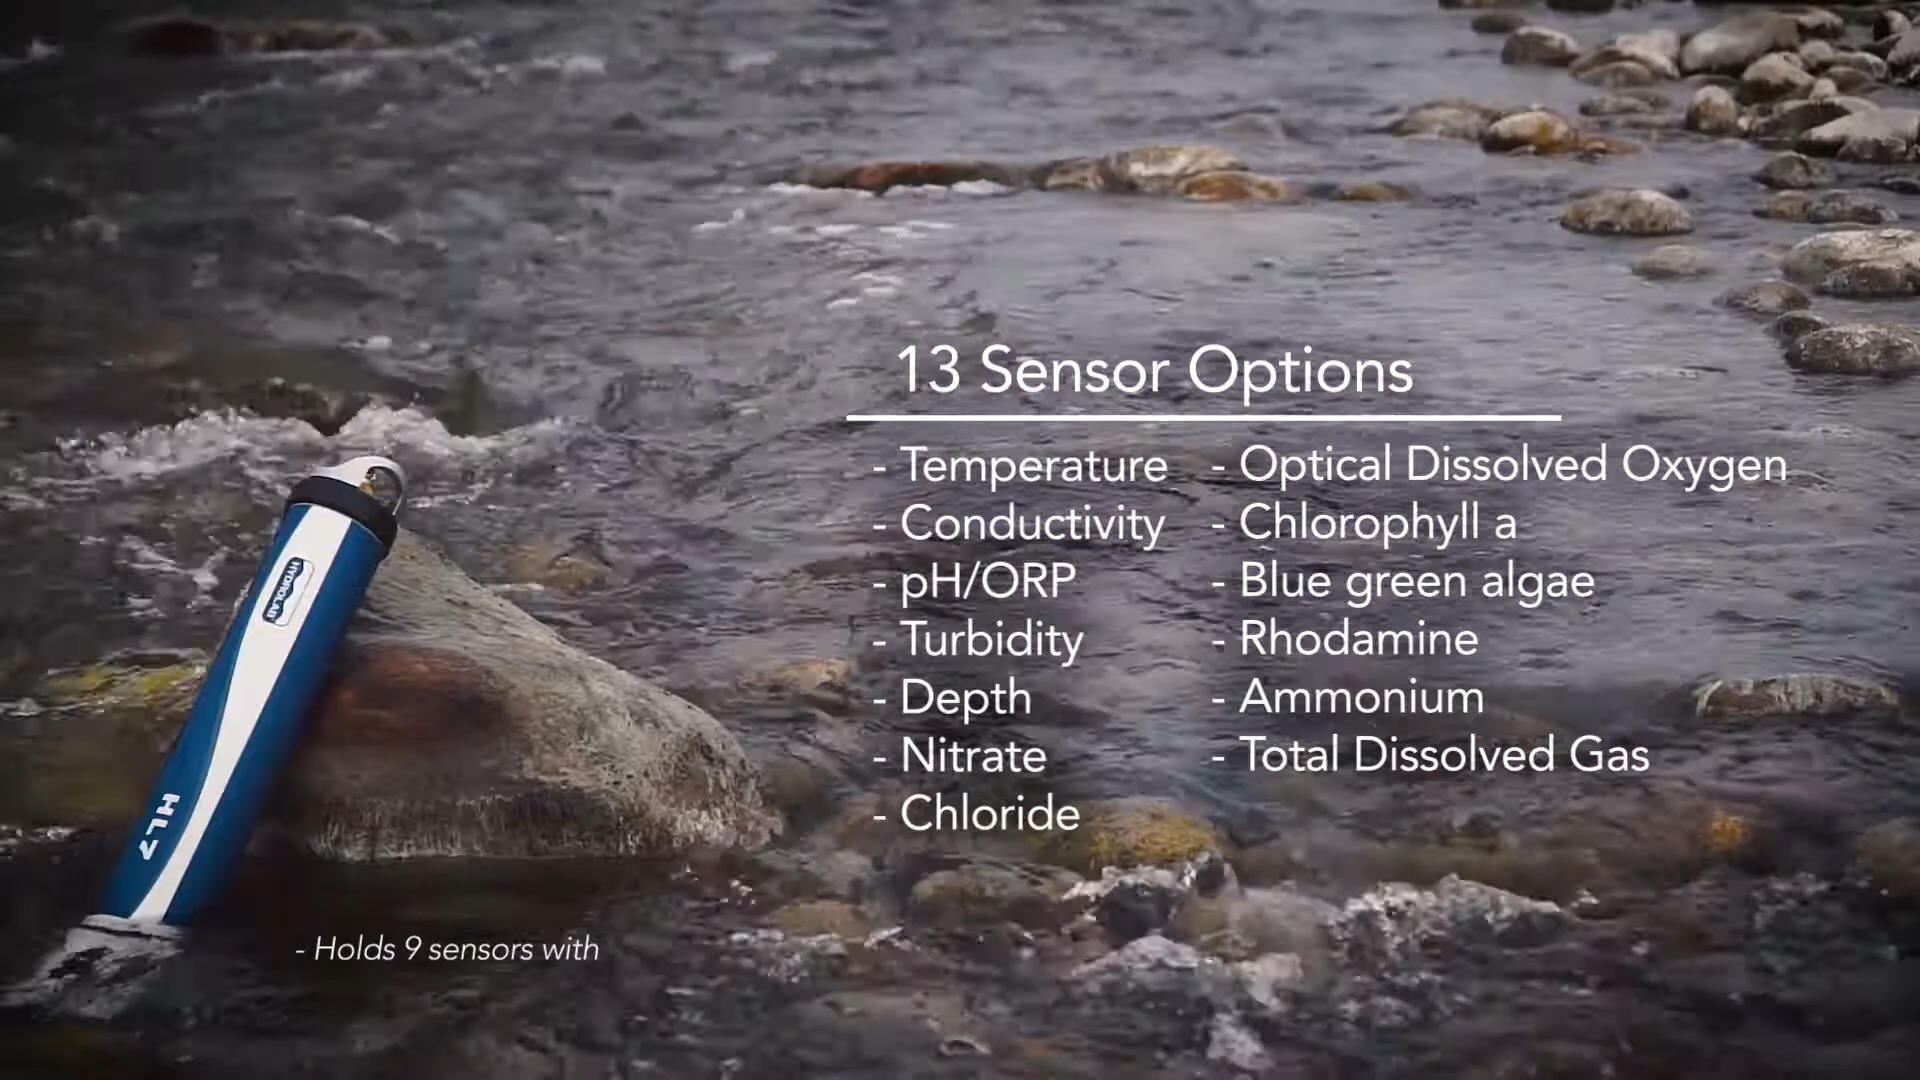 13 Sensor Options
- Temperature
- Conductivity
- pH/ORP
- Turbidity
- Depth
- Nitrate
- Chloride
- Optical Dissolved Oxygen
- Chlorophyll a
- Blue green algae
- Rhodamine
- Ammonium
- Total Dissolved Gas
HYDROLAB
HL7
- Holds 9 sensors with